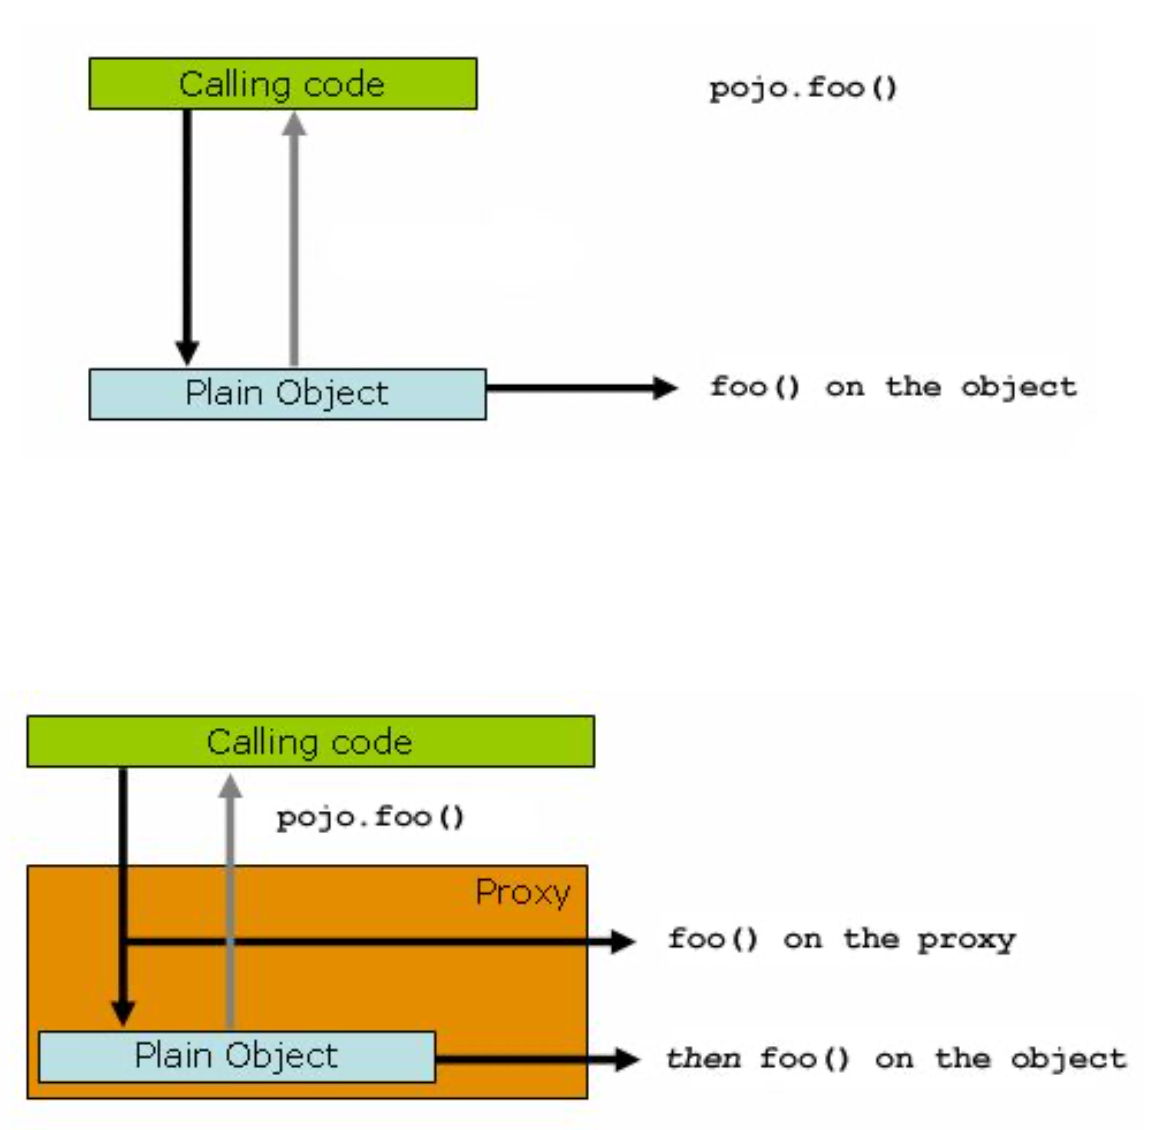 Calling code
pojo.foo()
Plain Object
foo() on the object
Calling code
pojo.foo()
Proxy
foo() on the proxy
Plain Object
then foo() on the object